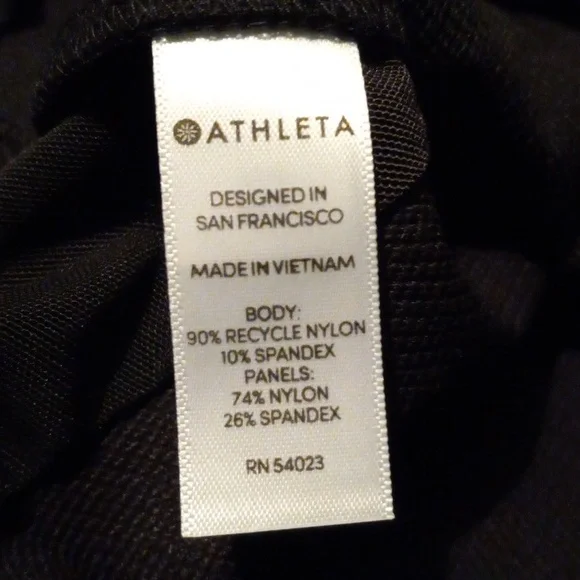 ATHLETA
DESIGNED IN
SAN FRANCISCO
MADE IN VIETNAM
BODY:
90% RECYCLE NYLON
10% SPANDEX
PANELS:
74% NYLON
26% SPANDEX
RN 54023